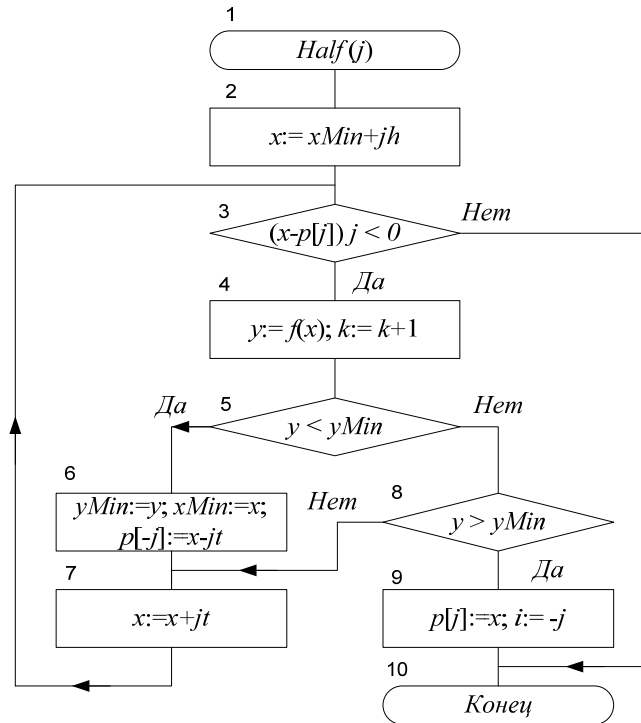 1
Half(j)
2
x:= xMin+jh
3
(x-p[j]) j < 0
Нет
Да
4
y:= f(x); k:= k+1
Да
5
y < yMin
Нет
6
yMin:=y; xMin:=x;
p[-j]:=x-jt
Нет
8
y > yMin
7
x:=x+jt
Да
9
p[j]:=x; i:= -j
10
Конец